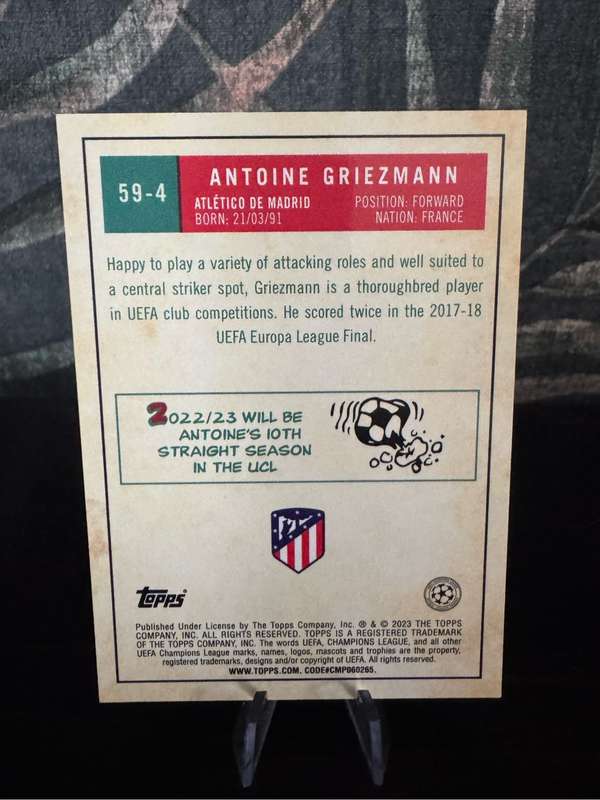 59-4
ANTOINE GRIEZMANN
ATLÉTICO DE MADRID POSITION: FORWARD
BORN: 21/03/91 NATION: FRANCE
Happy to play a variety of attacking roles and well suited to
a central striker spot, Griezmann is a thoroughbred player
in UEFA club competitions. He scored twice in the 2017-18
UEFA Europa League Final.
2022/23 WILL BE
ANTOINE'S 10TH
STRAIGHT SEASON
IN THE UCL
Topps
Published Under License by The Topps Company, Inc. ® & © 2023 THE TOPPS
COMPANY, INC. ALL RIGHTS RESERVED. TOPPS IS A REGISTERED TRADEMARK
OF THE TOPPS COMPANY, INC. The words UEFA, CHAMPIONS LEAGUE, and all other
UEFA Champions League marks, names, logos, mascots and trophies are the property,
registered trademarks, designs and/or copyright of UEFA. All rights reserved.
WWW.TOPPS.COM. CODE#CMP060265.